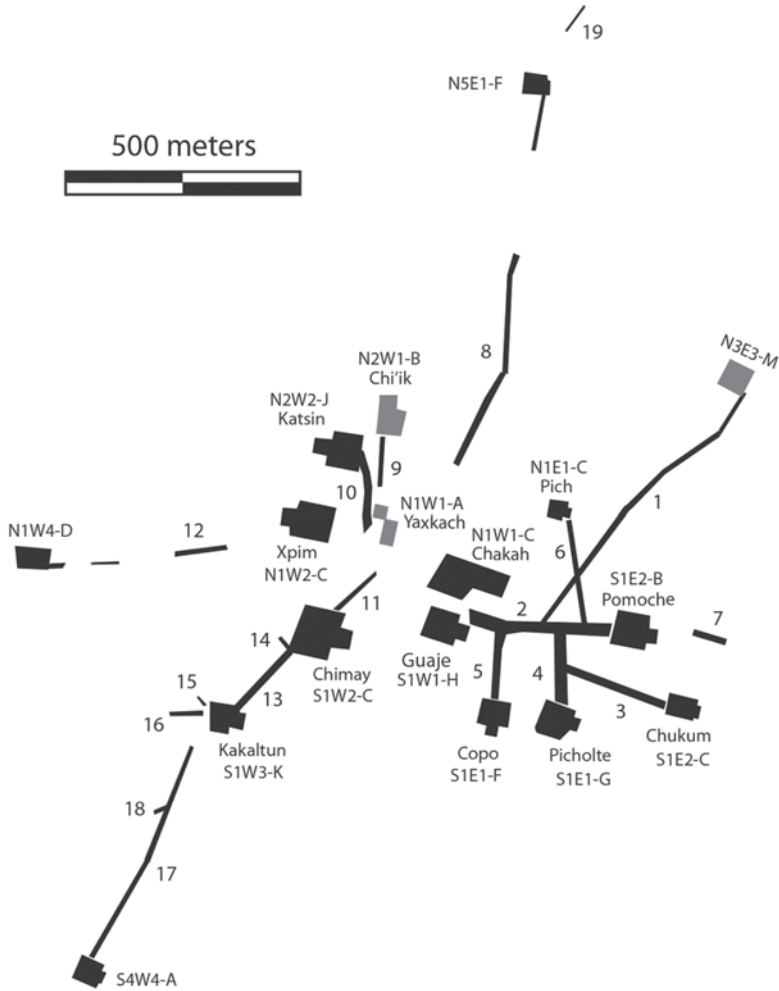 19
N5E1-F
500 meters
8
N3E3-M
N2W1-B
Chi'ik
N2W2-J
Katsin
9
10
N1W1-A
Yaxkach
N1E1-C
Pich
1
N1W4-D
12
Xpim
N1W2-C
N1W1-C
Chakah
6
S1E2-B
Pomoche
11
2
7
14
Chimay
S1W2-C
Guaje
S1W1-H
5
4
3
15
13
16
Kakaltun
S1W3-K
Copo
S1E1-F
Picholte
S1E1-G
Chukum
S1E2-C
18
17
S4W4-A